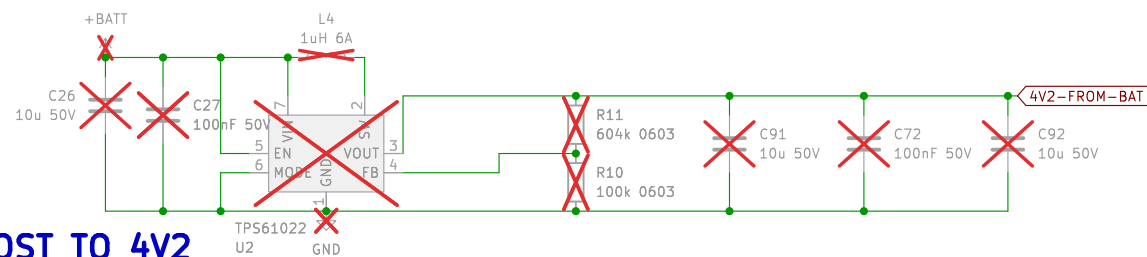 +BATT
L4
1uH 6A
C26
10u 50V
C27
100nF 50V
7
VIN
2
SW
5
EN
VOUT
3
6
MODE
GND
FB
4
1
TPS61022
U2
GND
R11
604k 0603
R10
100k 0603
C91
10u 50V
C72
100nF 50V
C92
10u 50V
4V2-FROM-BAT
OST TO 4V2